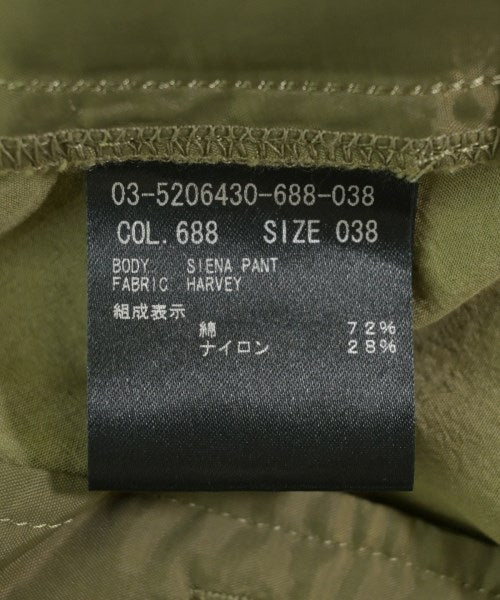 03-5206430-688-038
COL. 688 SIZE 038
BODY SIENA PANT
FABRIC HARVEY
組成表示
綿 72%
ナイロン 28%